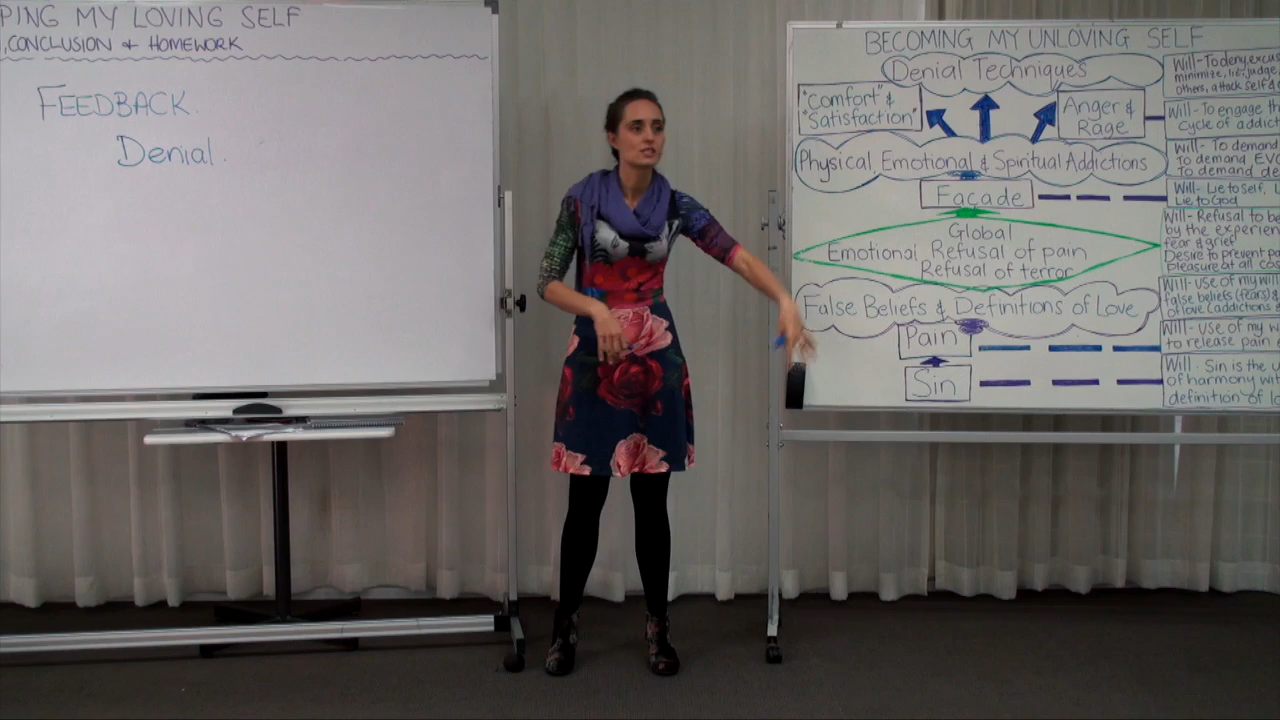 PING MY LOVING SELF
,CONCLUSION & HOMEWORK
FEEDBACK.
Denial.
BECOMING MY UNLOVING SELF
Denial Techniques
"Comfort" &
"Satisfaction"
Anger &
Rage
Physical Emotional & Spiritual Addictions
Façade
Global
Emotional Refusal of pain
Refusal of terror
False Beliefs & Definitions of Love
Pain
Sin
Will- To deny, excus
minimize, lie, judge,
others, attack self &
Will- To engage th
cycle of addict
Will- To demand
To demand EV
To demand de
Will- Lie to self,
Lie to God
Will- Refusal to b
by the experien
fear & grief
Desire to prevent pa
pleasure at all cos
Will- use of my wil
false beliefs (fears) &
of love (addictions
Will- use of my w
to release pain
Will- Sin is the u
of harmony wit
definition of lo